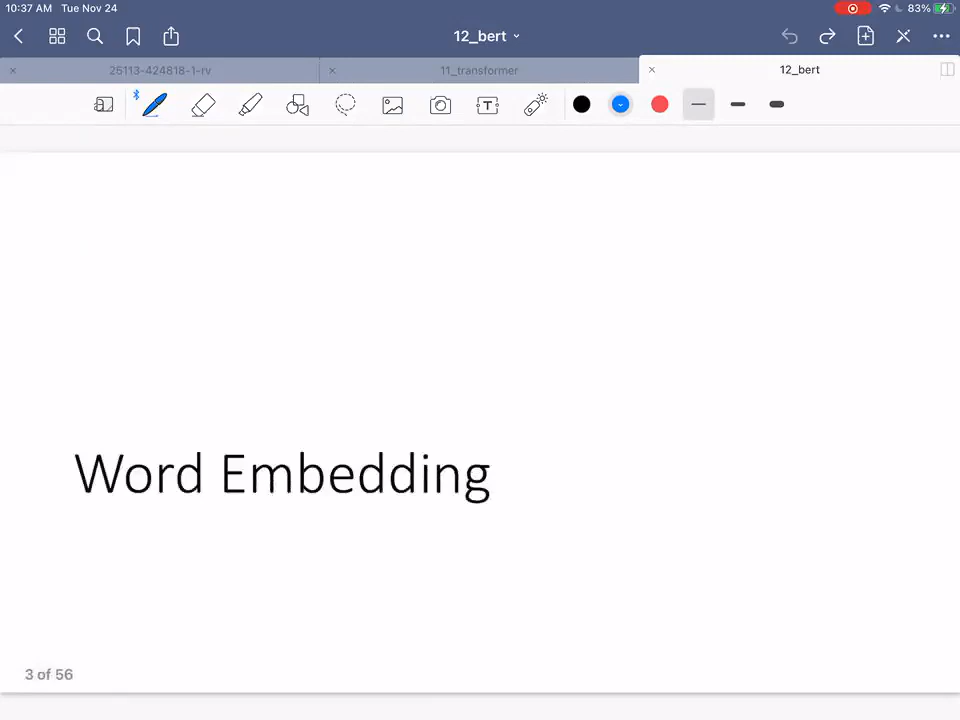 10:37 AM Tue Nov 24
83%
12_bert
25113-424818-1-rv
11_transformer
12_bert
T
Word Embedding
3 of 56